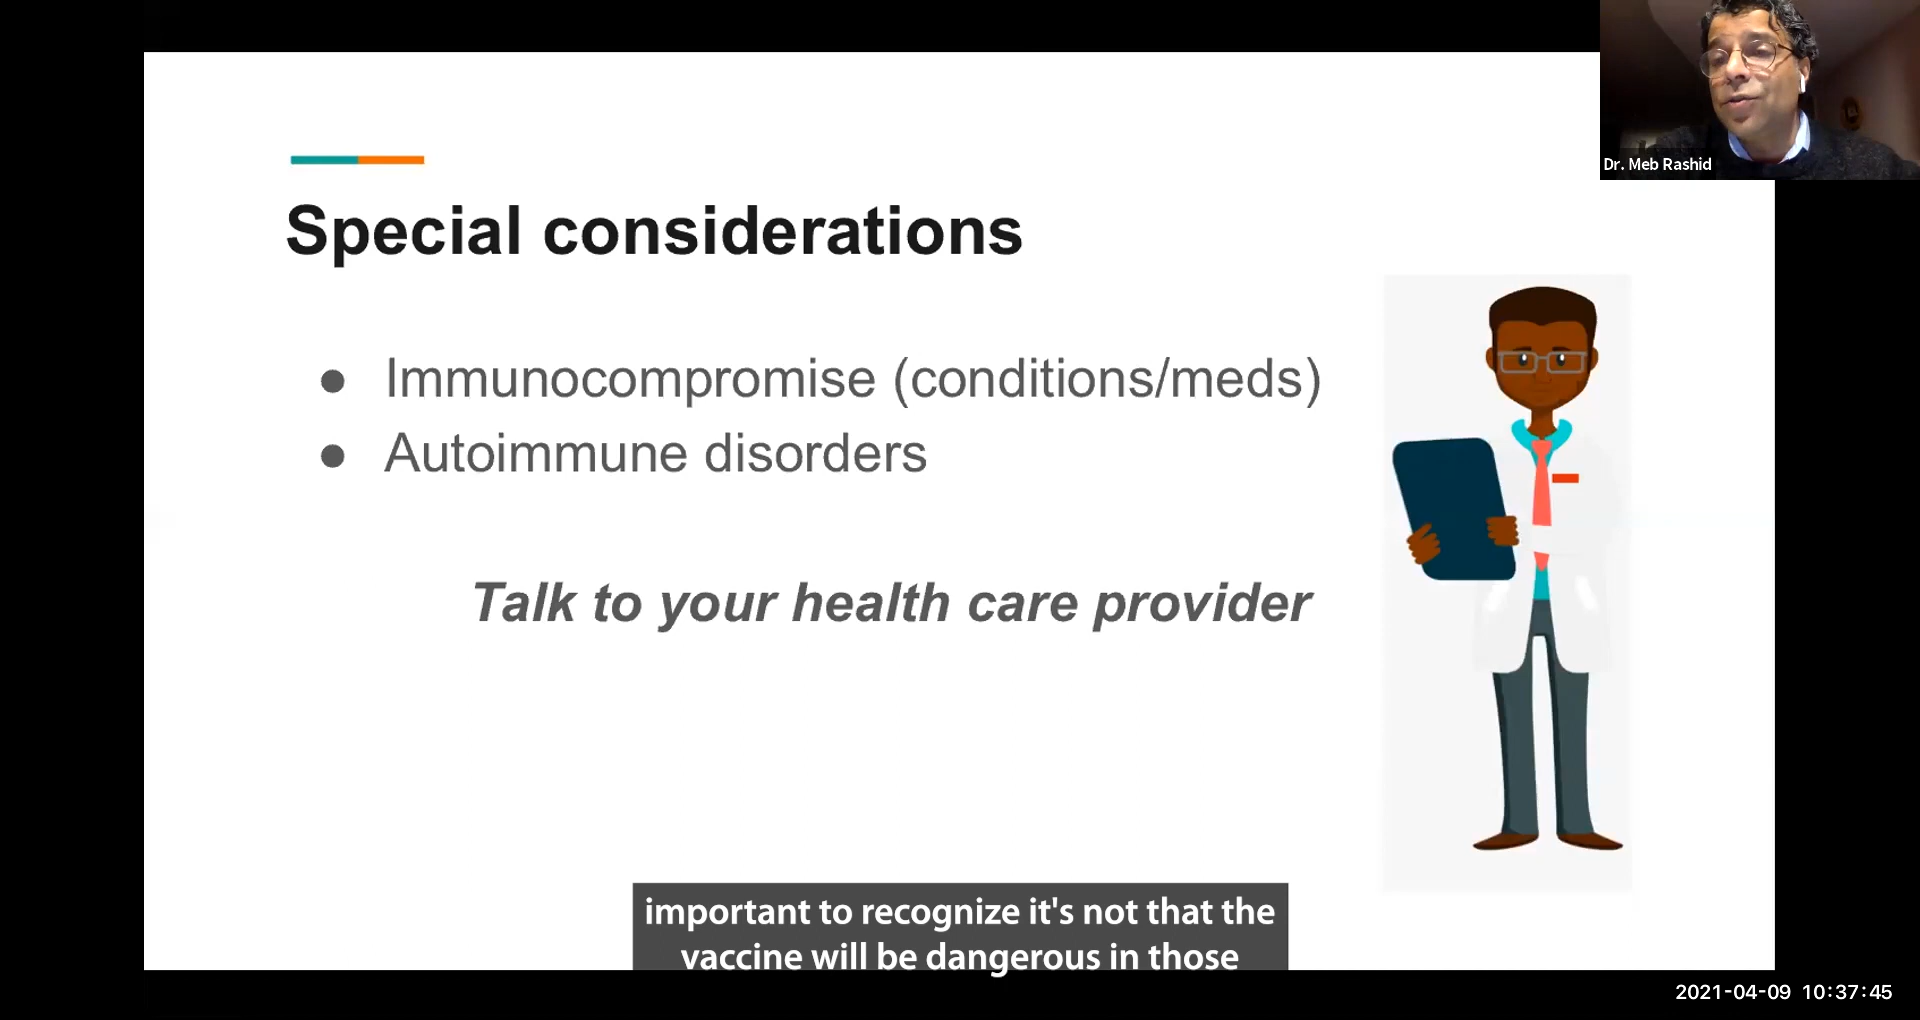 Dr. Meb Rashid
Special considerations
● Immunocompromise (conditions/meds)
● Autoimmune disorders
Talk to your health care provider
important to recognize it's not that the
vaccine will be dangerous in those
2021-04-09 10:37:45